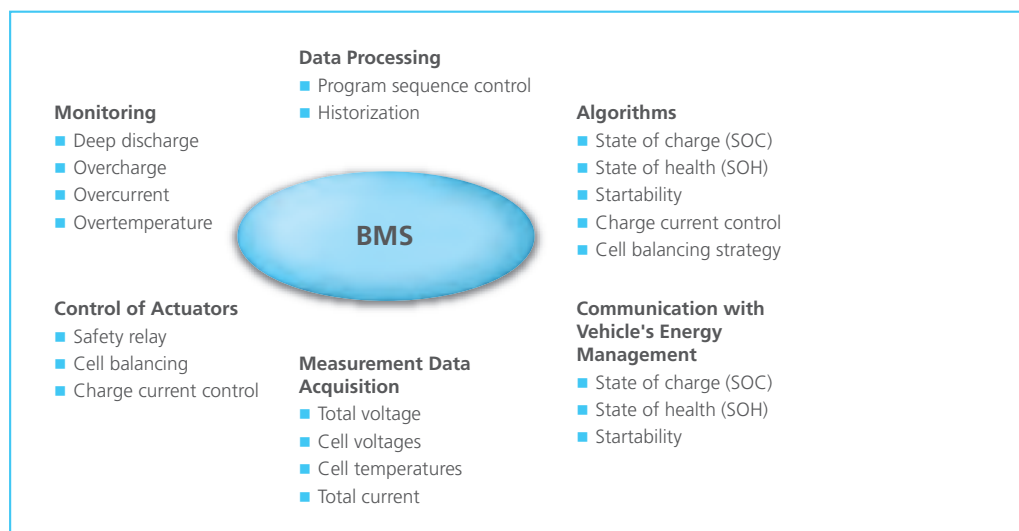 Data Processing
Program sequence control
Historization
Monitoring
Deep discharge
Overcharge
Overcurrent
Overtemperature
Algorithms
State of charge (SOC)
State of health (SOH)
Startability
Charge current control
Cell balancing strategy
BMS
Control of Actuators
Safety relay
Cell balancing
Charge current control
Measurement Data
Acquisition
Total voltage
Cell voltages
Cell temperatures
Total current
Communication with
Vehicle's Energy
Management
State of charge (SOC)
State of health (SOH)
Startability